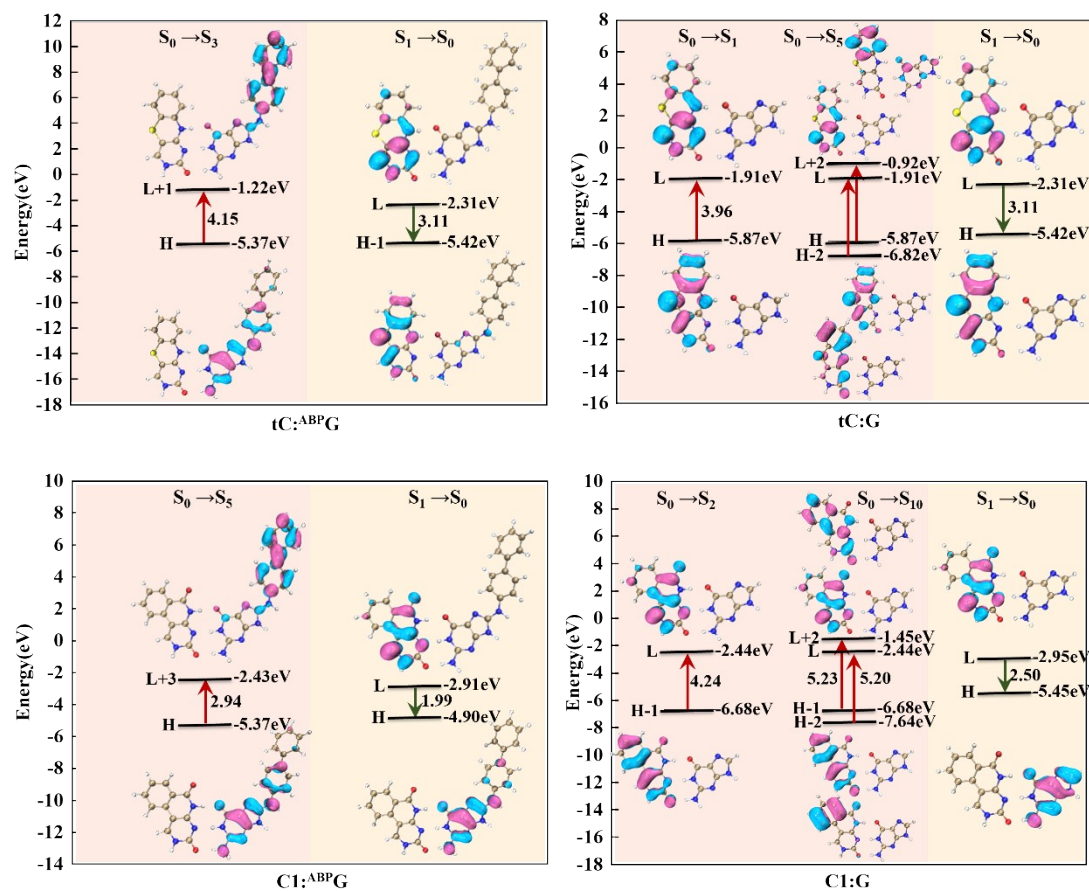 12
10
8
6
4
2
0
-2
-4
-6
-8
-10
-12
-14
-16
-18
Energy(eV)
S₀→S₃
S₁→S₀
L+1
-1.22eV
4.15
H
-5.37eV
L
-2.31eV
3.11
H-1
-5.42eV
tC:ᴬᴮᴾG
8
6
4
2
0
-2
-4
-6
-8
-10
-12
-14
-16
Energy(eV)
S₀→S₁
S₀→S₅
S₁→S₀
L
-1.91eV
3.96
H
-5.87eV
L+2
-0.92eV
L
-1.91eV
H
-5.87eV
H-2
-6.82eV
L
-2.31eV
3.11
H
-5.42eV
tC:G
10
8
6
4
2
0
-2
-4
-6
-8
-10
-12
-14
Energy(eV)
S₀→S₅
S₁→S₀
L+3
-2.43eV
2.94
H
-5.37eV
L
-2.91eV
1.99
H
-4.90eV
C1:ᴬᴮᴾG
10
8
6
4
2
0
-2
-4
-6
-8
-10
-12
-14
-16
-18
Energy(eV)
S₀→S₂
S₀→S₁₀
S₁→S₀
L
-2.44eV
4.24
H-1
-6.68eV
L+2
-1.45eV
L
-2.44eV
5.23
5.20
H-1
-6.68eV
H-2
-7.64eV
L
-2.95eV
2.50
H
-5.45eV
C1:G